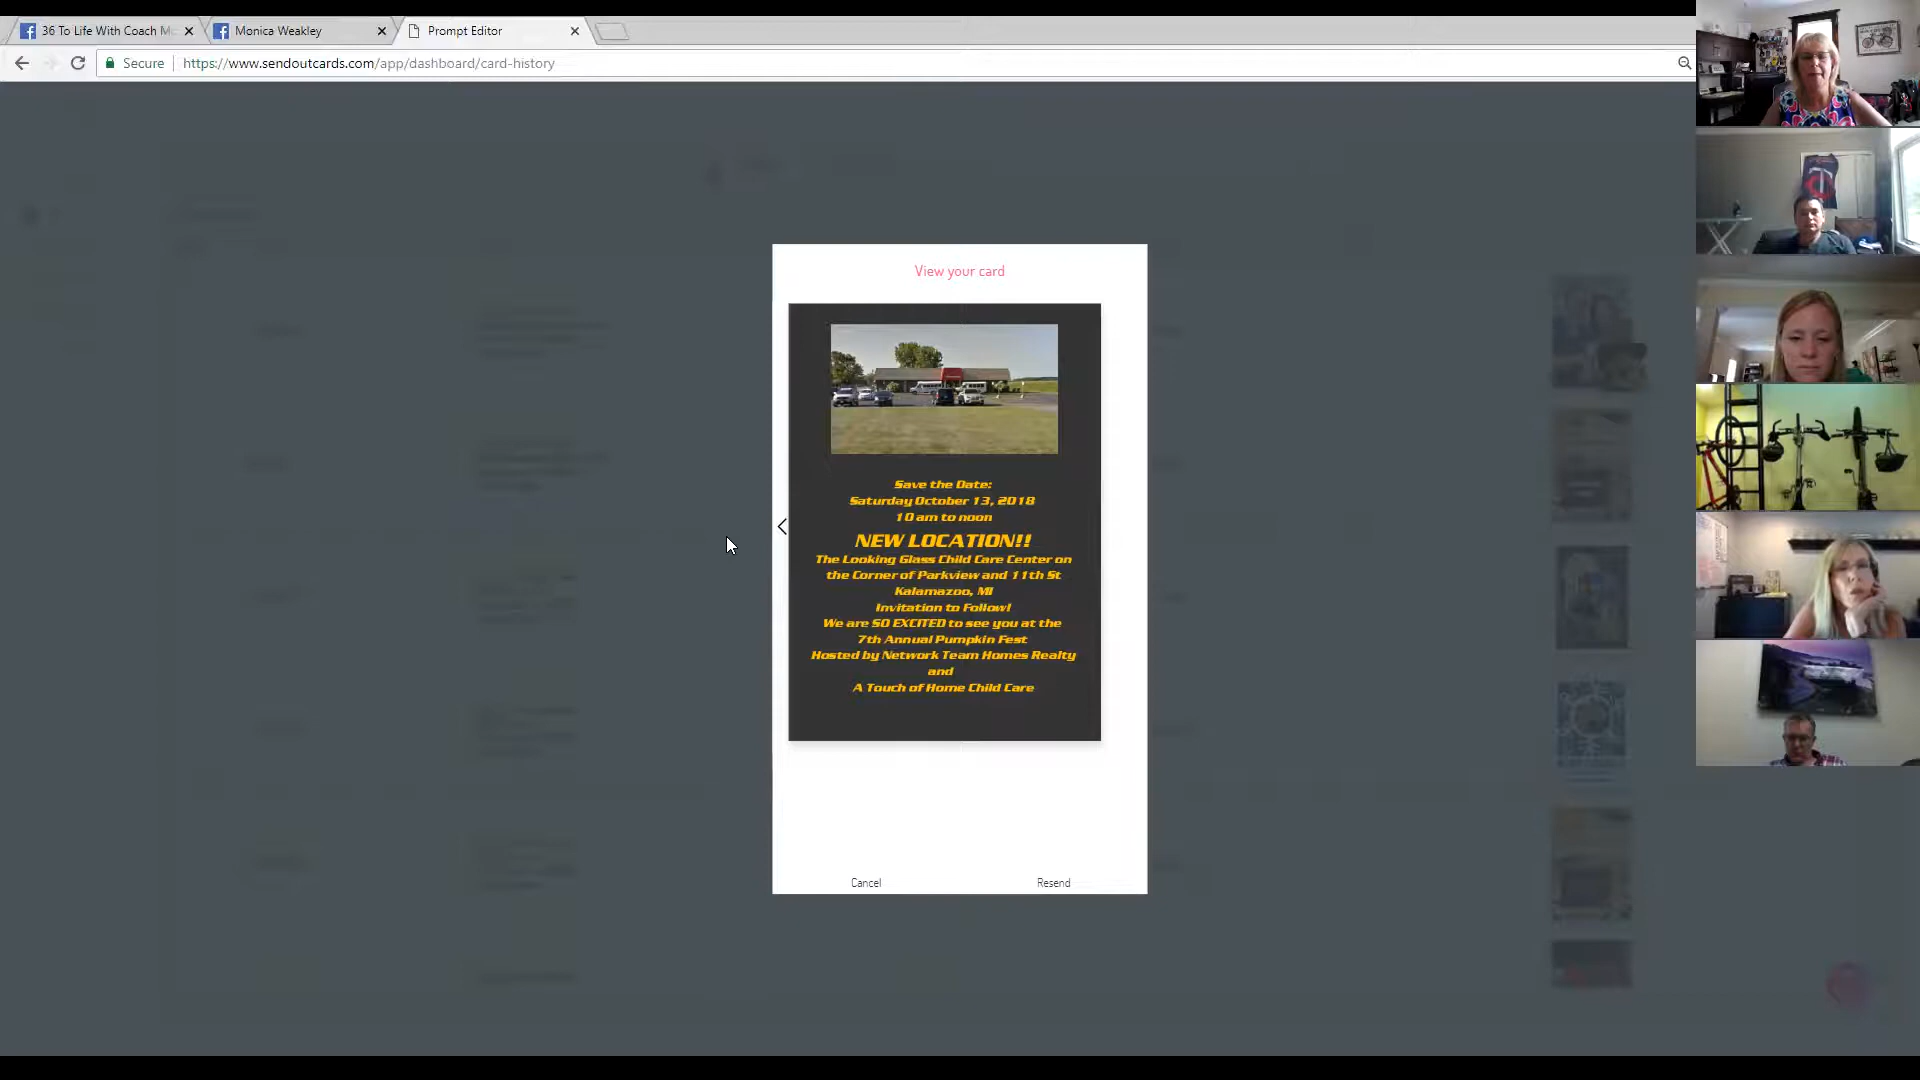 36 To Life With Coach M
Monica Weakley
Prompt Editor
Secure
https://www.sendoutcards.com/app/dashboard/card-history
View your card
Save the Date:
Saturday October 13, 2018
10 am to noon
NEW LOCATION!!
The Looking Glass Child Care Center on
the Corner of Parkview and 11th St
Kalamazoo, MI
Invitation to Follow!
We are SO EXCITED to see you at the
7th Annual Pumpkin Fest
Hosted by Network Team Homes Realty
and
A Touch of Home Child Care
Cancel
Resend